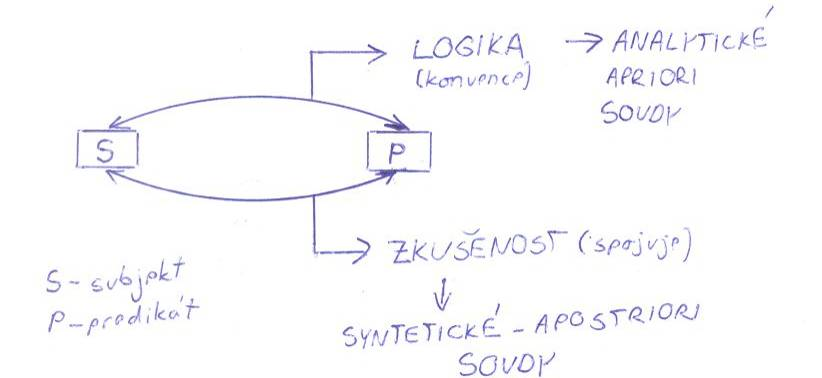 LOGIKA → ANALYTICKÉ
(konvence) APRIORI
SOUDY
S
P
ZKUŠENOST (spojuje)
S - subjekt
P - predikát
SYNTETICKÉ - APOSTRIORI
SOUDY